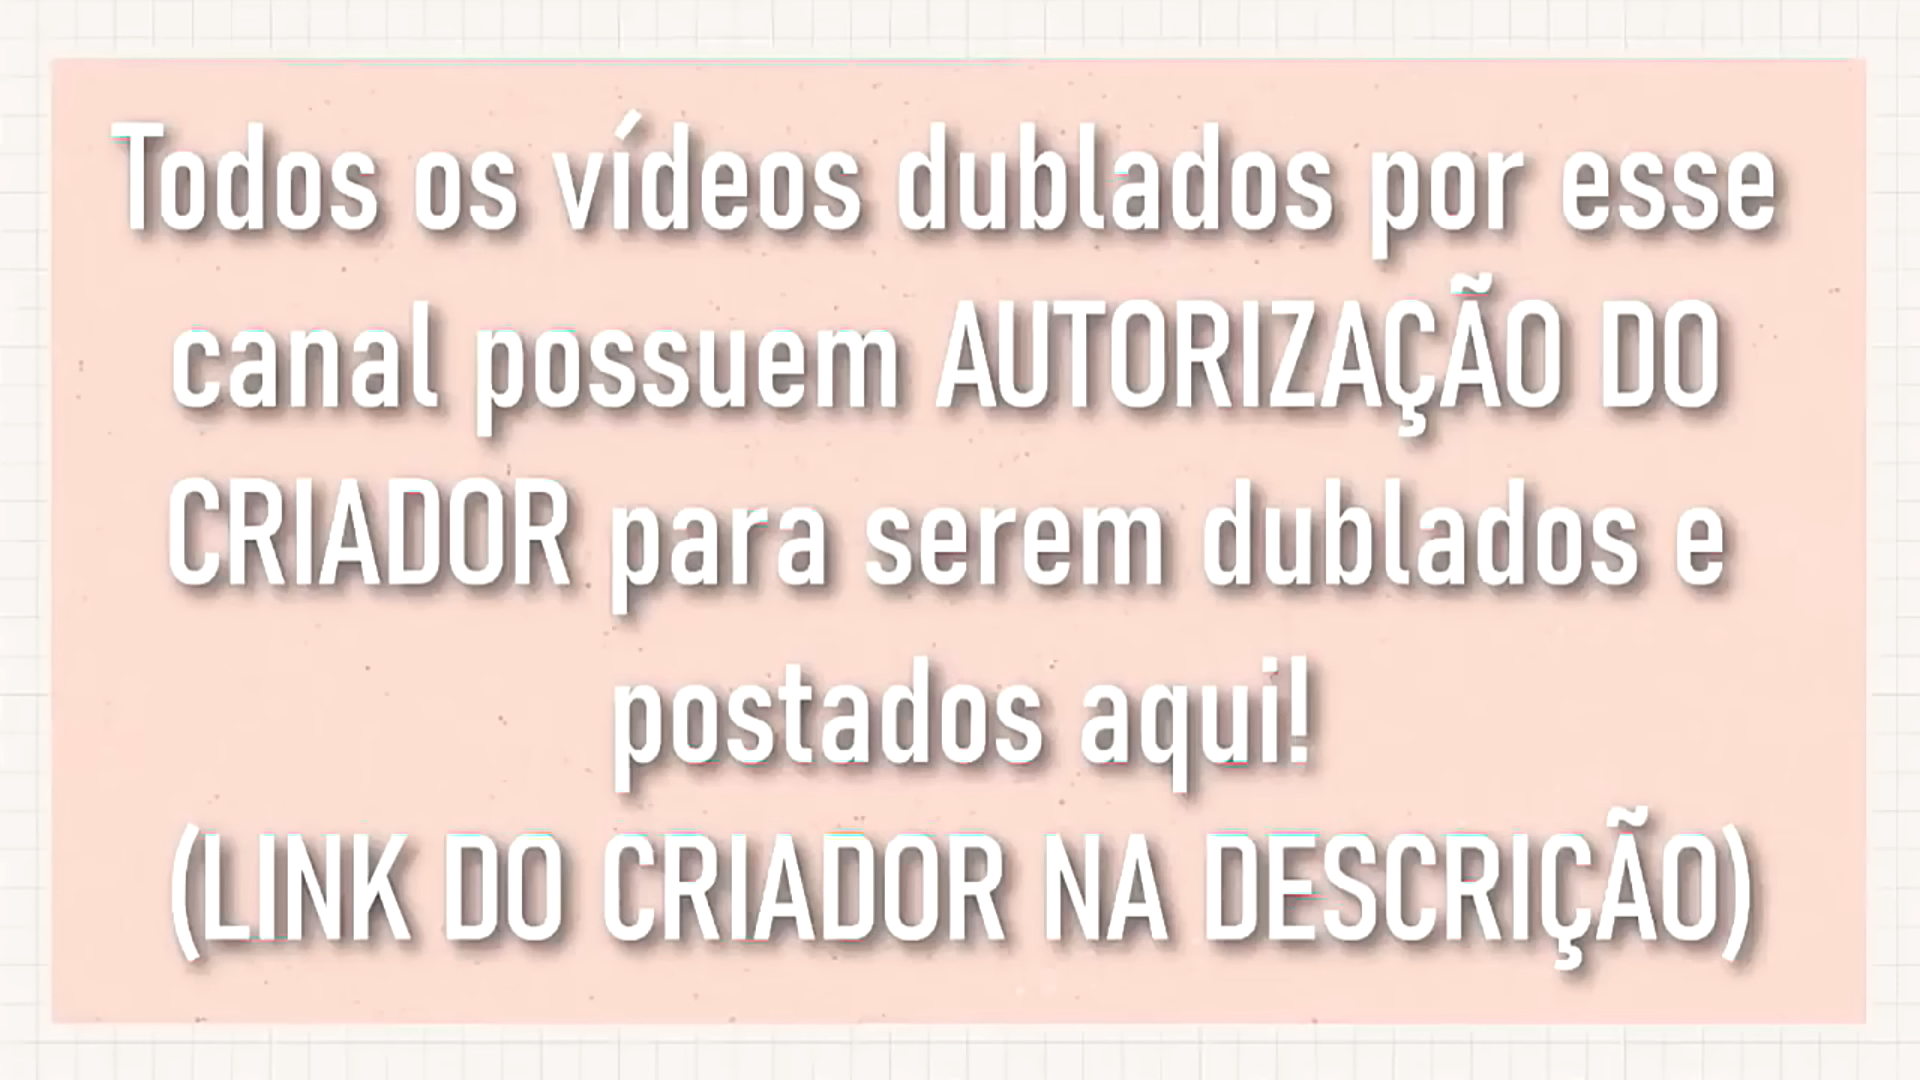 Todos os vídeos dublados por esse
canal possuem AUTORIZAÇÃO DO
CRIADOR para serem dublados e
postados aqui!
(LINK DO CRIADOR NA DESCRIÇÃO)